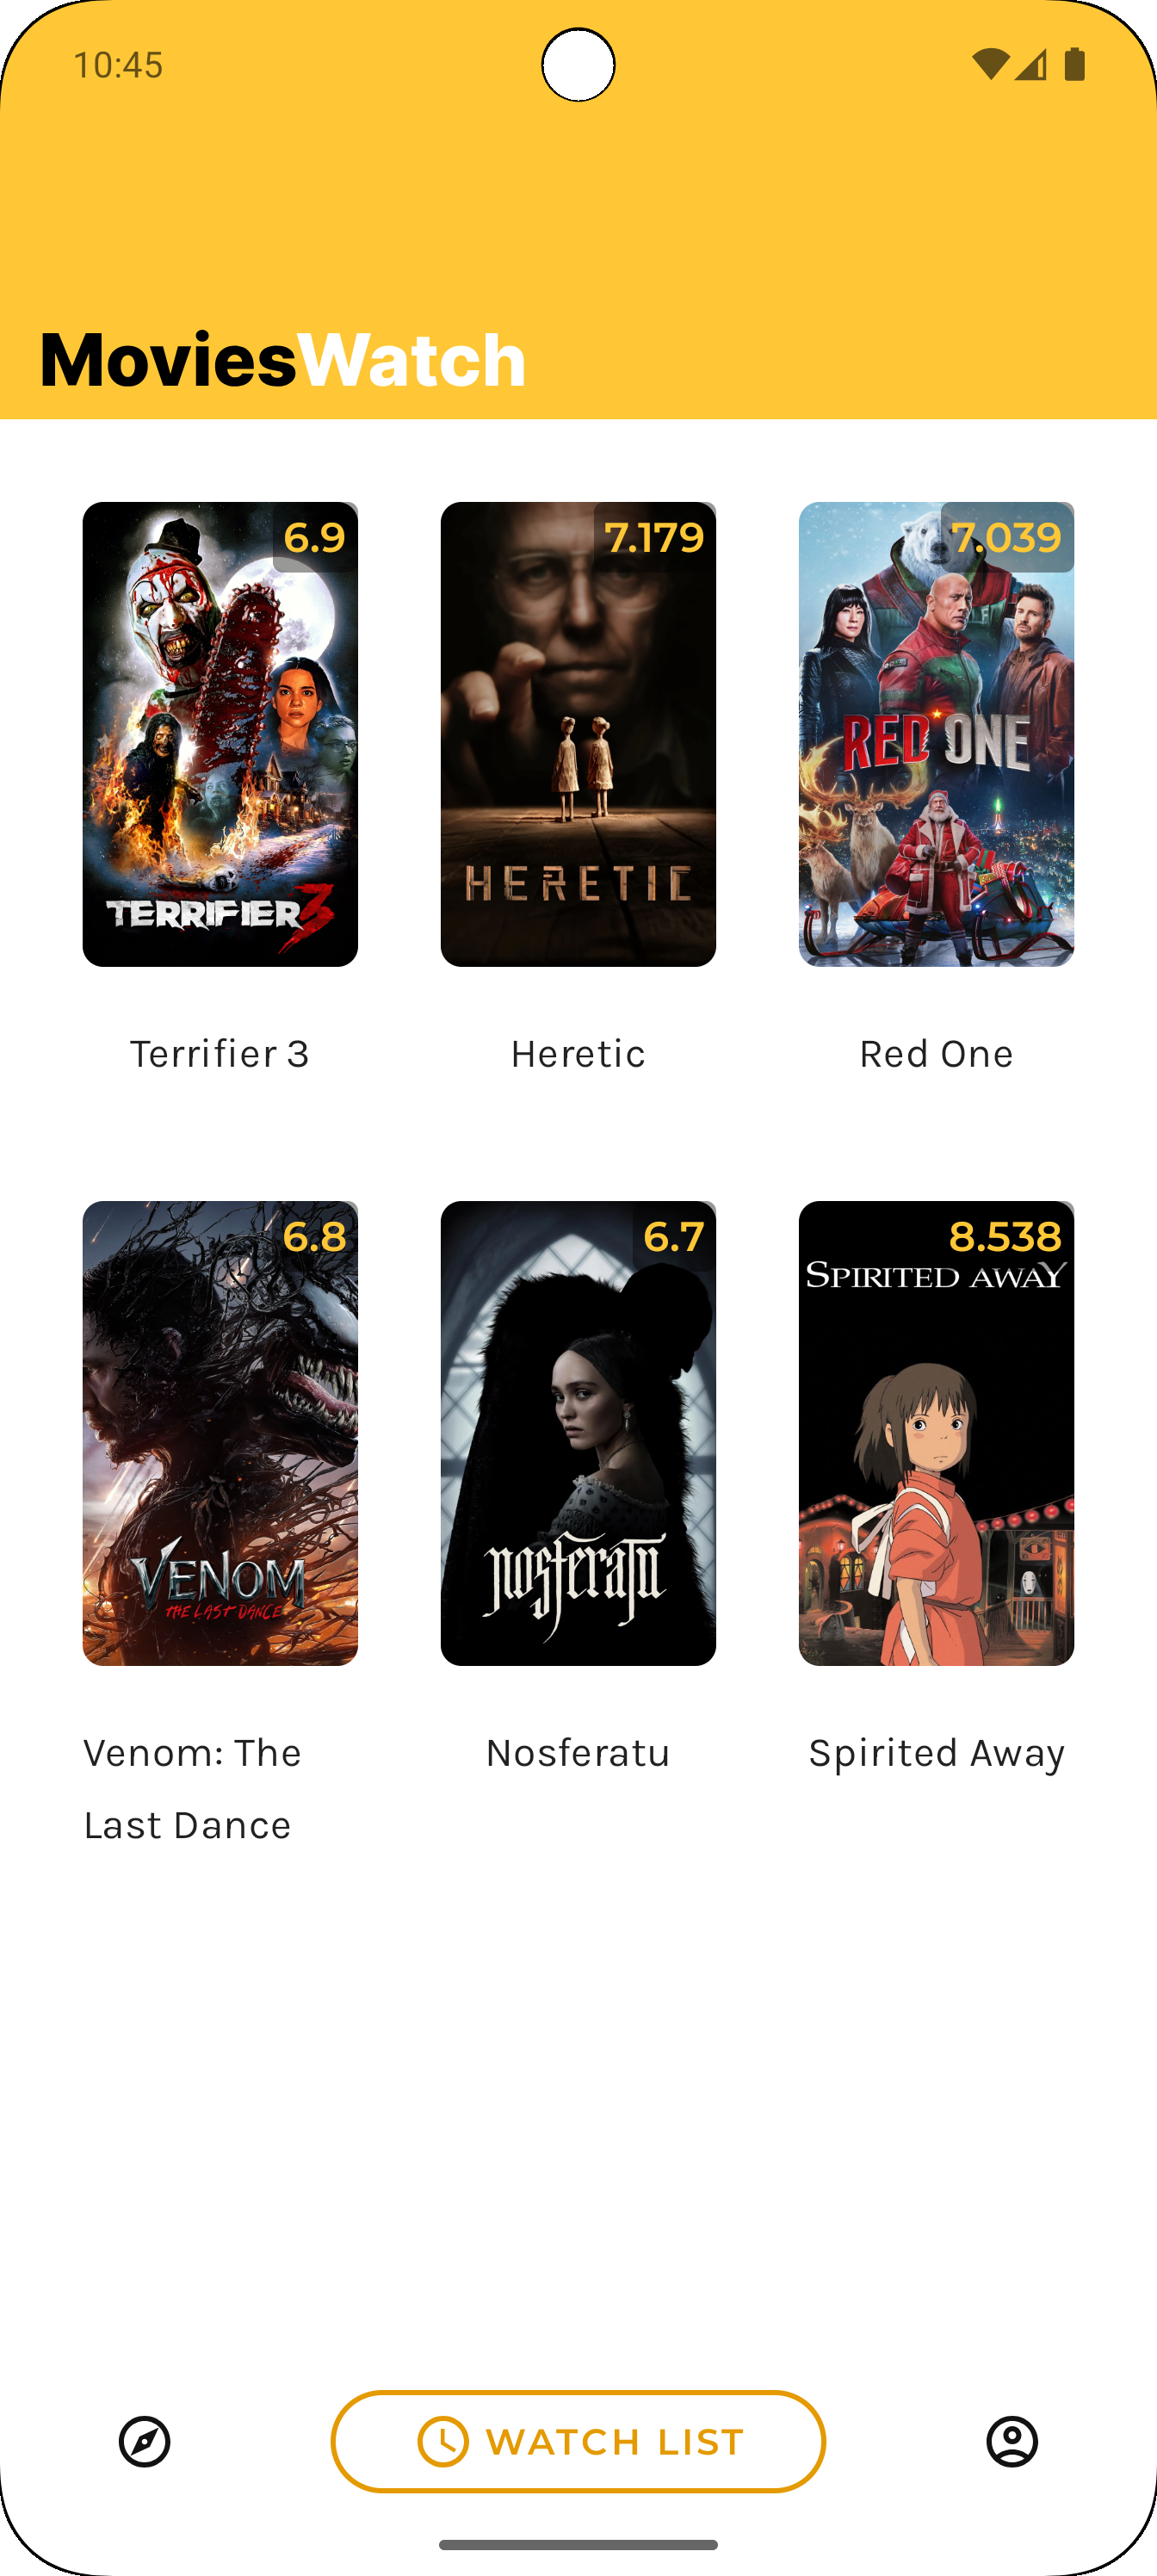 10:45
MoviesWatch
6.9
7.179
7.039
TERRIFIER 3
HERETIC
RED ONE
Terrifier 3
Heretic
Red One
6.8
6.7
8.538
SPIRITED AWAY
VENOM
THE LAST DANCE
nosferatu
Venom: The
Last Dance
Nosferatu
Spirited Away
WATCH LIST